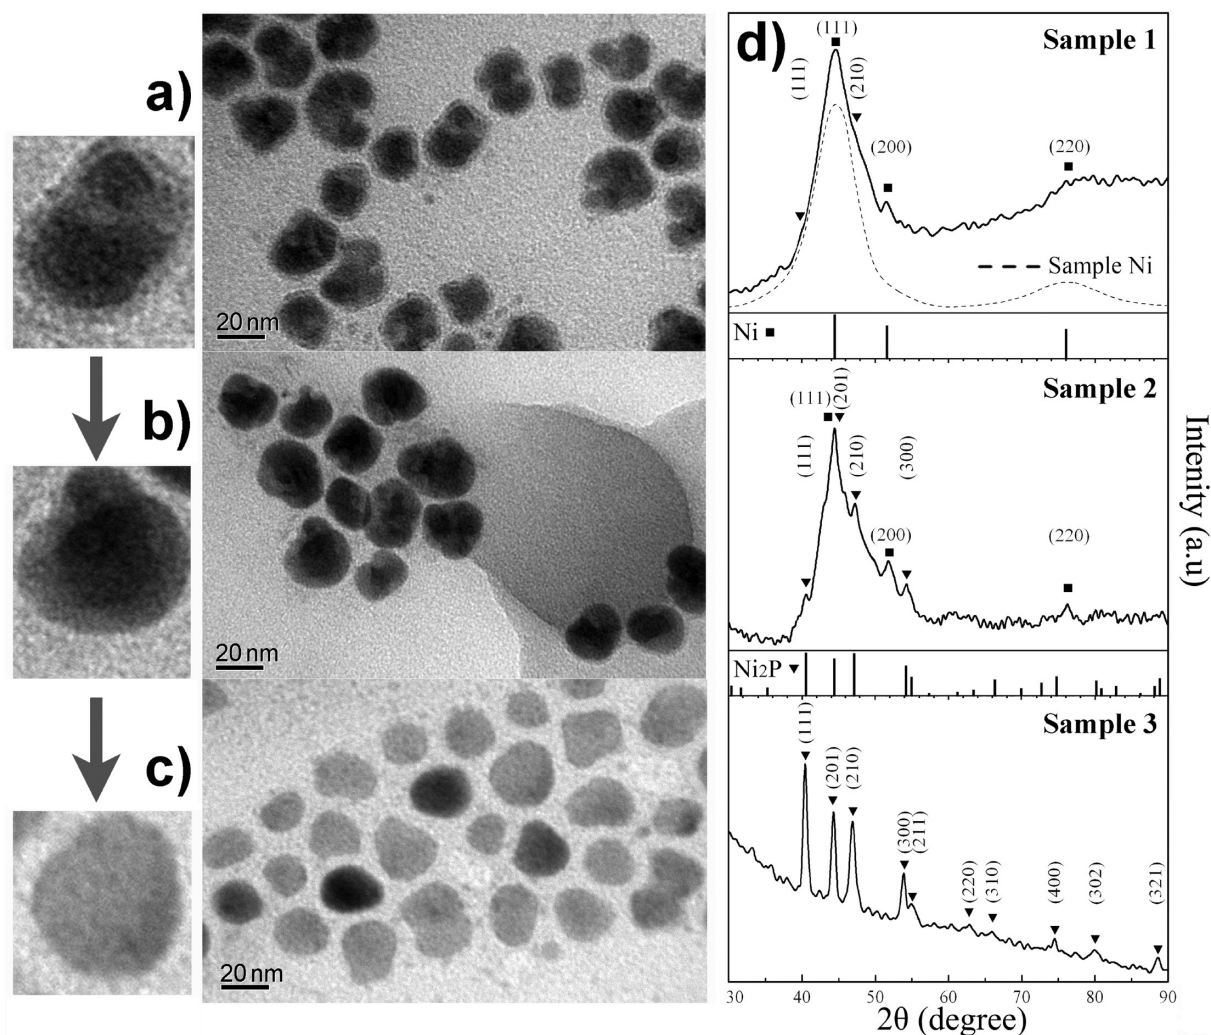 a)
20 nm
b)
20 nm
c)
20 nm
d)
Sample 1
(111)
(111)
(210)
(200)
(220)
Sample Ni
Ni
Sample 2
(111)
(201)
(111)
(210)
(300)
(200)
(220)
Ni2P
Sample 3
(111)
(201)
(210)
(300)
(211)
(220)
(310)
(400)
(302)
(321)
30 40 50 60 70 80 90
2θ (degree)
Intenity (a.u)